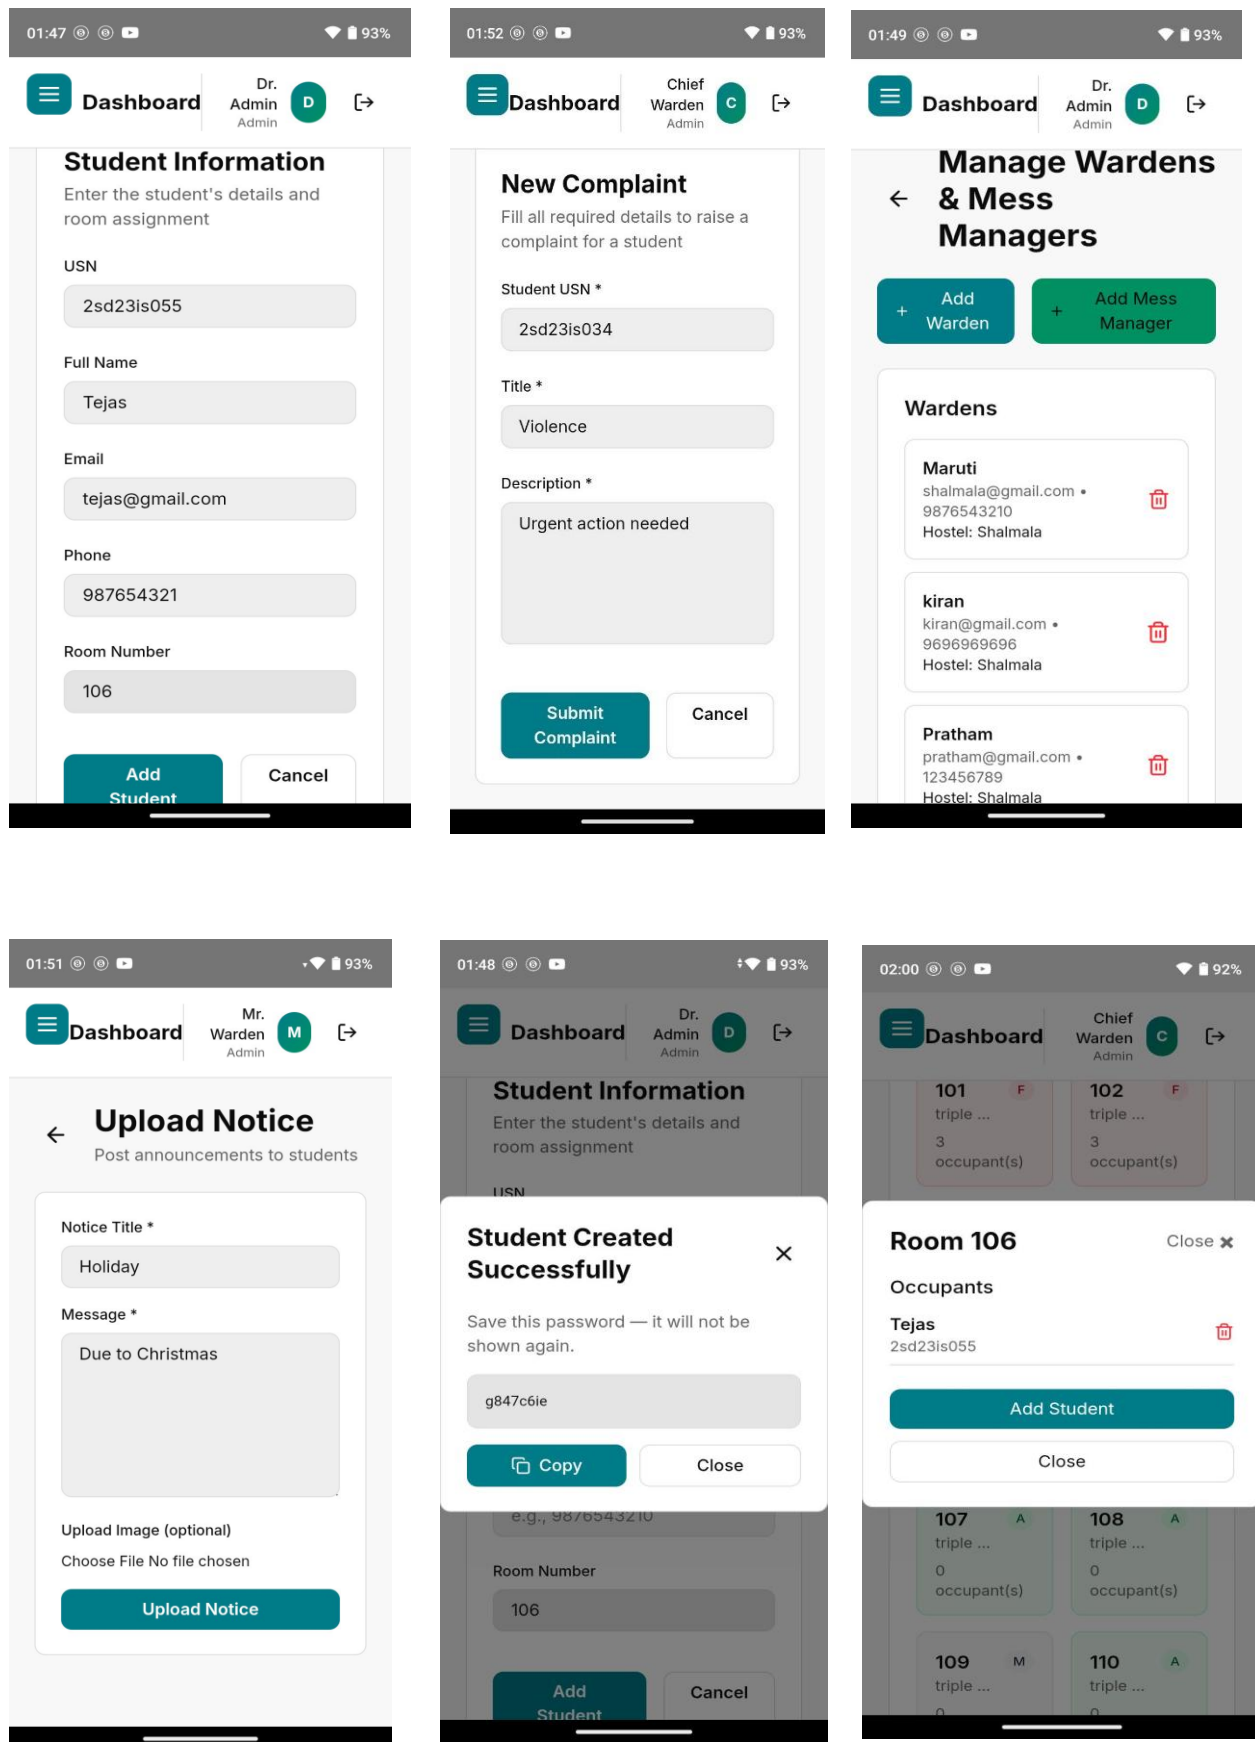 01:47
93%
Dashboard
Dr.
Admin
Admin
D
Student Information
Enter the student's details and
room assignment
USN
2sd23is055
Full Name
Tejas
Email
tejas@gmail.com
Phone
987654321
Room Number
106
Add
Student
Cancel
01:52
93%
Dashboard
Chief
Warden
Admin
C
New Complaint
Fill all required details to raise a
complaint for a student
Student USN *
2sd23is034
Title *
Violence
Description *
Urgent action needed
Submit
Complaint
Cancel
01:49
93%
Dashboard
Dr.
Admin
Admin
D
Manage Wardens
& Mess
Managers
+ Add
Warden
+ Add Mess
Manager
Wardens
Maruti
shalmala@gmail.com •
9876543210
Hostel: Shalmala
kiran
kiran@gmail.com •
9696969696
Hostel: Shalmala
Pratham
pratham@gmail.com •
123456789
Hostel: Shalmala
01:51
93%
Dashboard
Mr.
Warden
Admin
M
Upload Notice
Post announcements to students
Notice Title *
Holiday
Message *
Due to Christmas
Upload Image (optional)
Choose File No file chosen
Upload Notice
01:48
93%
Dashboard
Dr.
Admin
Admin
D
Student Information
Enter the student's details and
room assignment
USN
Student Created
Successfully
Save this password — it will not be
shown again.
g847c6ie
Copy
Close
e.g., 9876543210
Room Number
106
Add
Student
Cancel
02:00
92%
Dashboard
Chief
Warden
Admin
C
101 F
triple ...
3
occupant(s)
102 F
triple ...
3
occupant(s)
Room 106
Close ×
Occupants
Tejas
2sd23is055
Add Student
Close
107 A
triple ...
0
occupant(s)
108 A
triple ...
0
occupant(s)
109 M
triple ...
0
110 A
triple ...
0